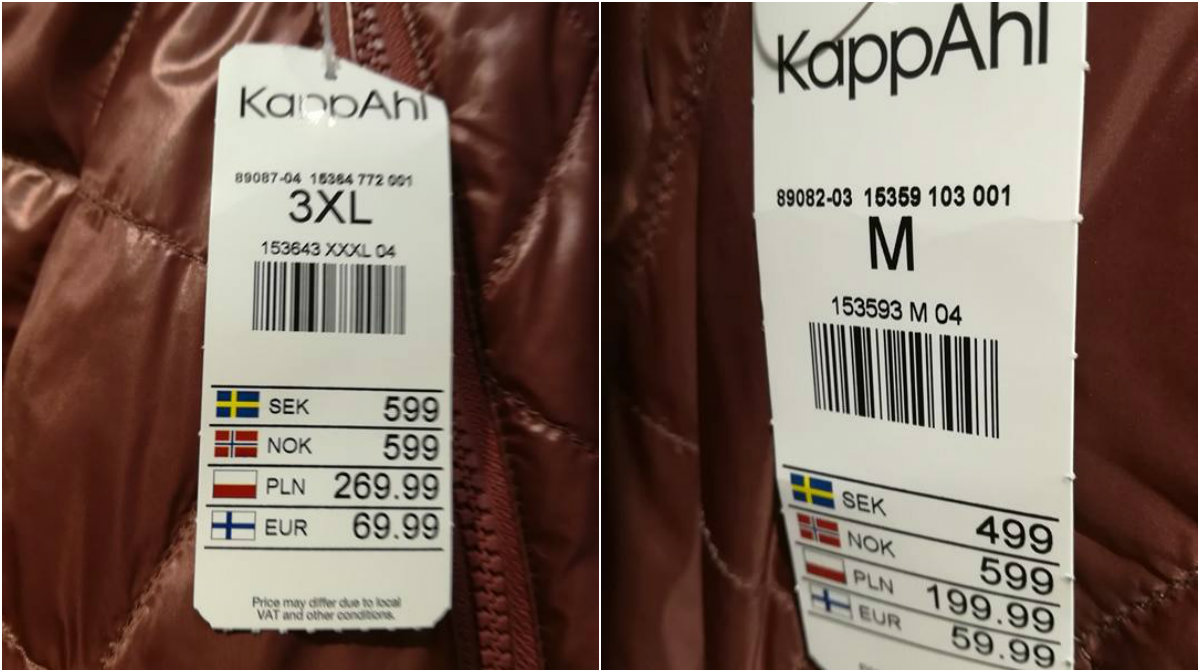 KappAhl
89087-04 15364 772 001
3XL
153643 XXXL 04
SEK 599
NOK 599
PLN 269.99
EUR 69.99
Price may differ due to local
VAT and other conditions.
KappAhl
89082-03 15359 103 001
M
153593 M 04
SEK 499
NOK 599
PLN 199.99
EUR 59.99